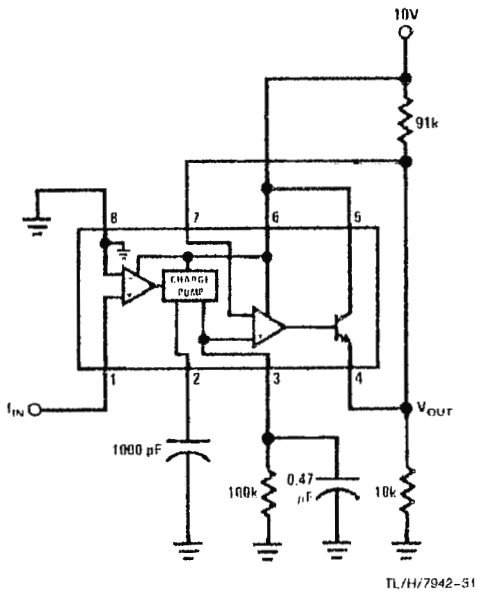 10V
91k
8 7 6 5
CHARGE
PUMP
1 2 3 4
fIN
VOUT
1000 pF
100k
0.47
µF
10k
TL/H/7942-31